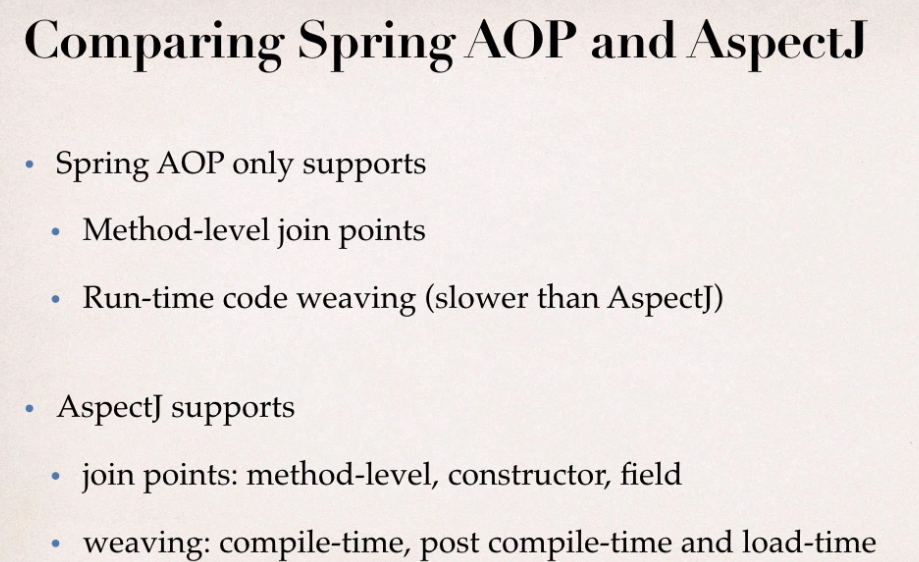 Comparing Spring AOP and AspectJ
• Spring AOP only supports
• Method-level join points
• Run-time code weaving (slower than AspectJ)
• AspectJ supports
• join points: method-level, constructor, field
• weaving: compile-time, post compile-time and load-time